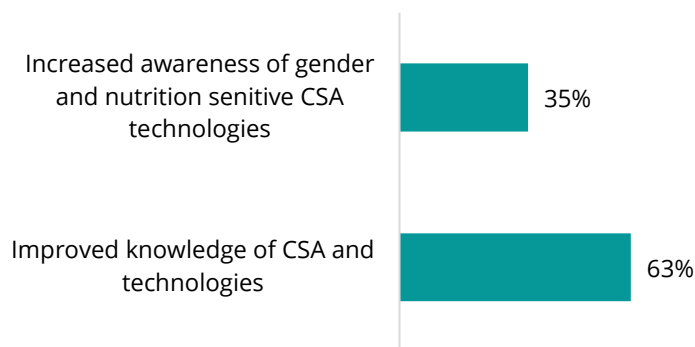 Increased awareness of gender
and nutrition senitive CSA
technologies
35%
Improved knowledge of CSA and
technologies
63%